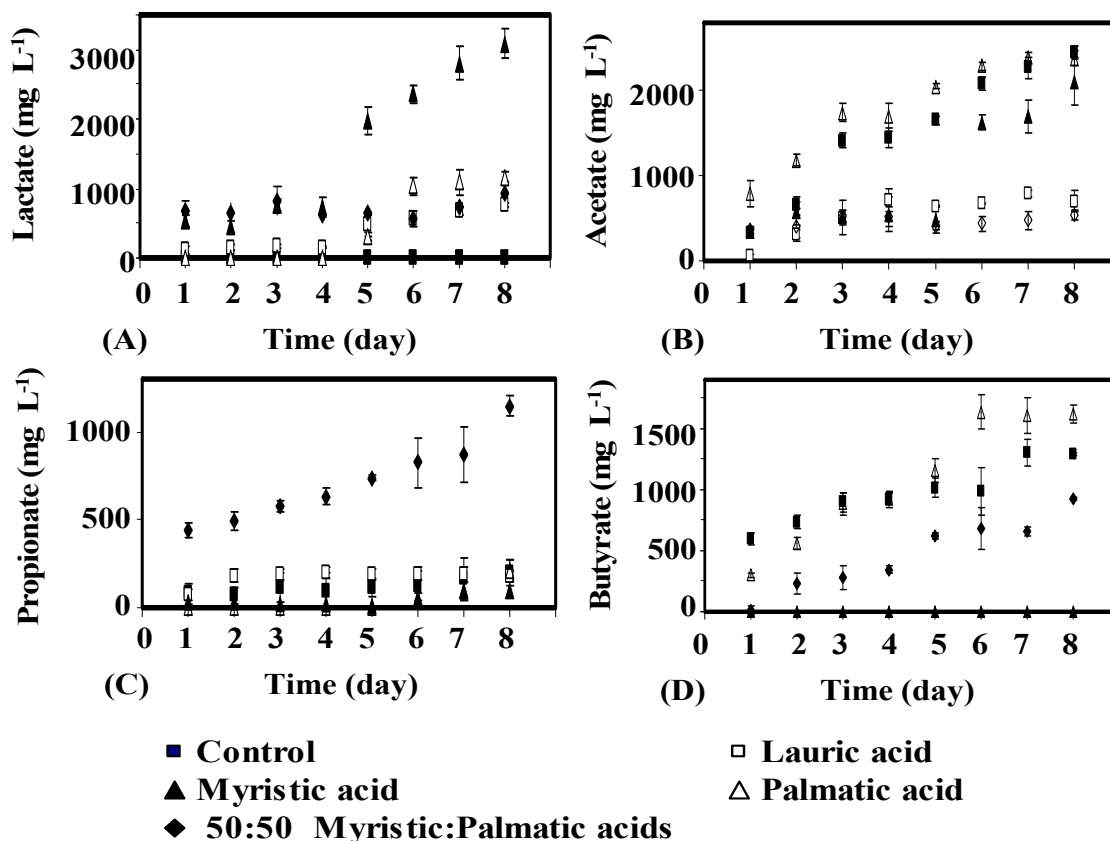 Lactate (mg L-1)
3000
2000
1000
0
0 1 2 3 4 5 6 7 8
(A) Time (day)
Acetate (mg L-1)
2000
1000
0
0 1 2 3 4 5 6 7 8
Time (day)
(B)
Propionate (mg L-1)
1000
500
0
0 1 2 3 4 5 6 7 8
(C) Time (day)
Butyrate (mg L-1)
1500
1000
500
0
0 1 2 3 4 5 6 7 8
(D) Time (day)
Control
Lauric acid
Myristic acid
Palmatic acid
50:50 Myristic:Palmatic acids